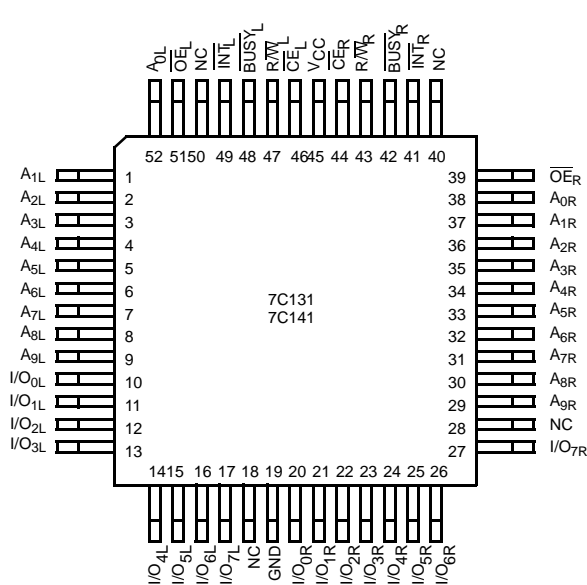 A0L
OEL
NC
INTL
BUSYL
R/WL
CEL
VCC
CER
R/WR
BUSYR
INTR
NC
52 51 50 49 48 47 46 45 44 43 42 41 40
A1L 1
A2L 2
A3L 3
A4L 4
A5L 5
A6L 6
A7L 7
A8L 8
A9L 9
I/O0L 10
I/O1L 11
I/O2L 12
I/O3L 13
7C131
7C141
39 OER
38 A0R
37 A1R
36 A2R
35 A3R
34 A4R
33 A5R
32 A6R
31 A7R
30 A8R
29 A9R
28 NC
27 I/O7R
14 15 16 17 18 19 20 21 22 23 24 25 26
I/O4L
I/O5L
I/O6L
I/O7L
NC
GND
I/O0R
I/O1R
I/O2R
I/O3R
I/O4R
I/O5R
I/O6R